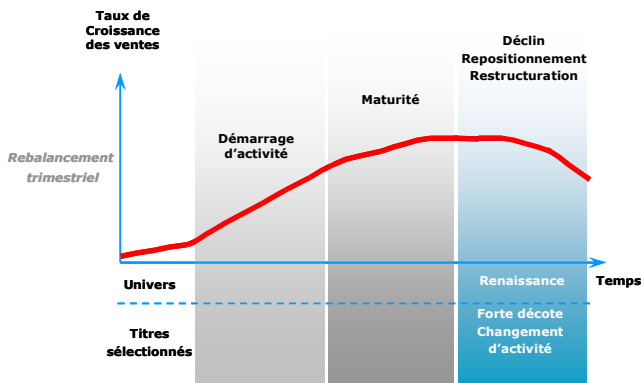 Taux de
Croissance
des ventes
Déclin
Repositionnement
Restructuration
Maturité
Démarrage
d'activité
Rebalancement
trimestriel
Univers
Renaissance
Temps
Titres
sélectionnés
Forte décote
Changement
d'activité